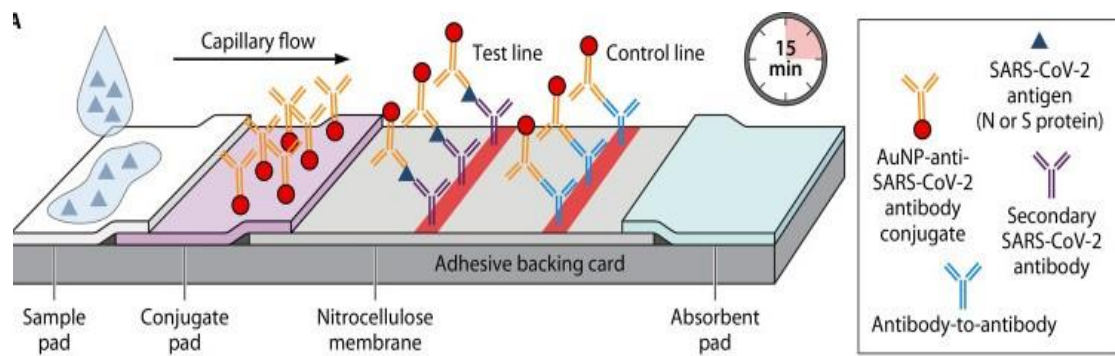 A
Capillary flow
Test line
Control line
15
min
Adhesive backing card
Sample
pad
Conjugate
pad
Nitrocellulose
membrane
Absorbent
pad
SARS-CoV-2
antigen
(N or S protein)
AuNP-anti-
SARS-CoV-2
antibody
conjugate
Secondary
SARS-CoV-2
antibody
Antibody-to-antibody